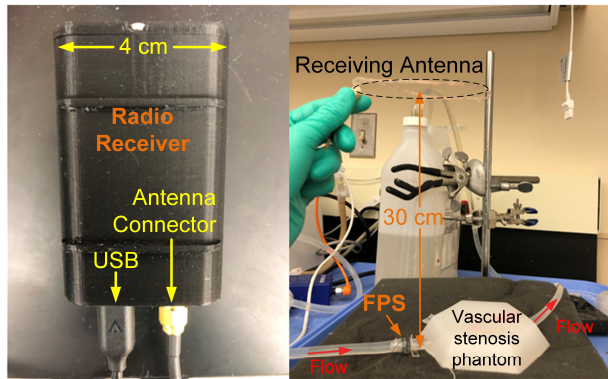 4 cm
Radio
Receiver
Antenna
Connector
USB
Receiving Antenna
30 cm
FPS
Vascular
stenosis
phantom
Flow
Flow